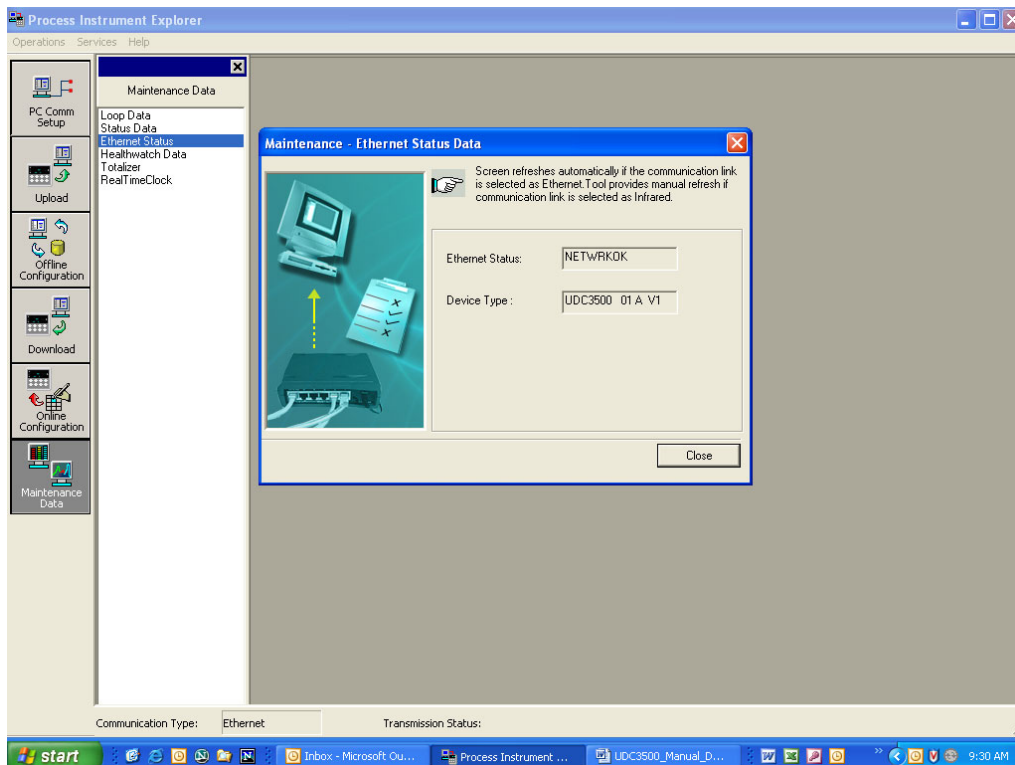 Process Instrument Explorer
Operations Services Help
Maintenance Data
PC Comm
Setup
Upload
Offline
Configuration
Download
Online
Configuration
Maintenance
Data
Loop Data
Status Data
Ethernet Status
Healthwatch Data
Totalizer
RealTimeClock
Maintenance - Ethernet Status Data
Screen refreshes automatically if the communication link
is selected as Ethernet.Tool provides manual refresh if
communication link is selected as Infrared.
Ethernet Status: NETWRKOK
Device Type : UDC3500 01 A V1
Close
Communication Type: Ethernet Transmission Status:
start Inbox - Microsoft Ou... Process Instrument ... UDC3500_Manual_D... 9:30 AM